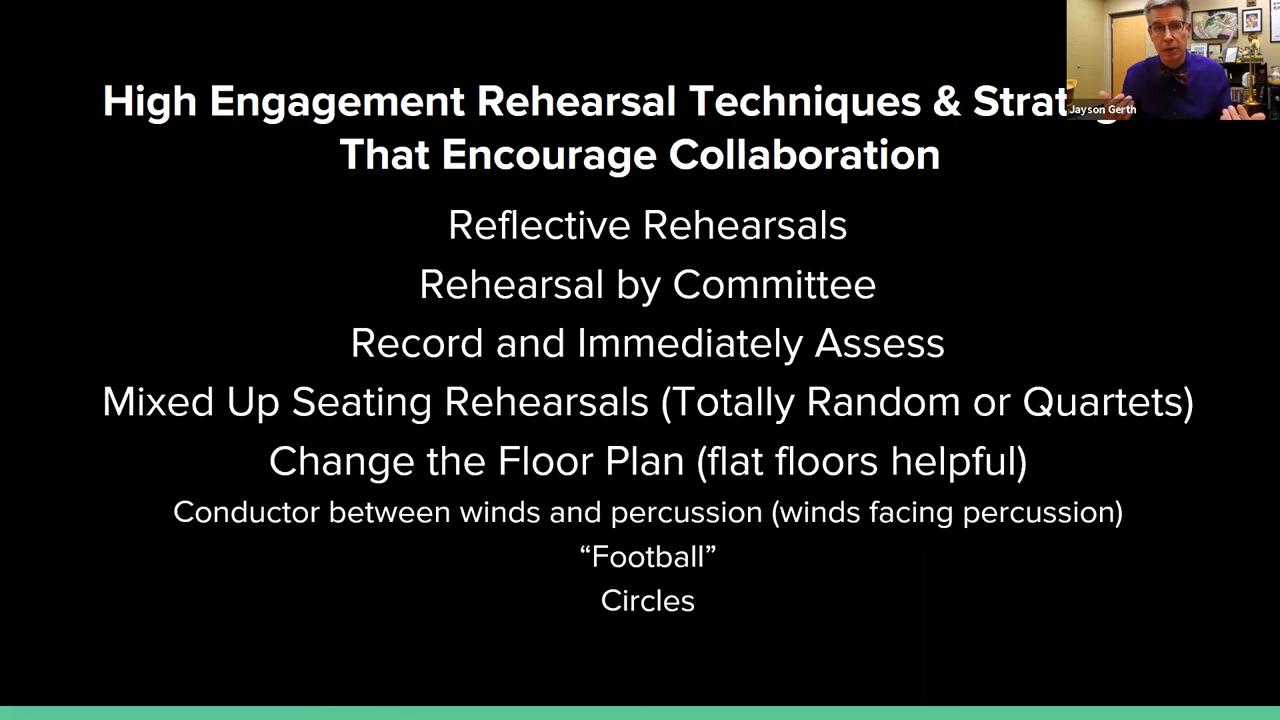 High Engagement Rehearsal Techniques & Strat
That Encourage Collaboration
Jayson Gerth
Reflective Rehearsals
Rehearsal by Committee
Record and Immediately Assess
Mixed Up Seating Rehearsals (Totally Random or Quartets)
Change the Floor Plan (flat floors helpful)
Conductor between winds and percussion (winds facing percussion)
“Football”
Circles